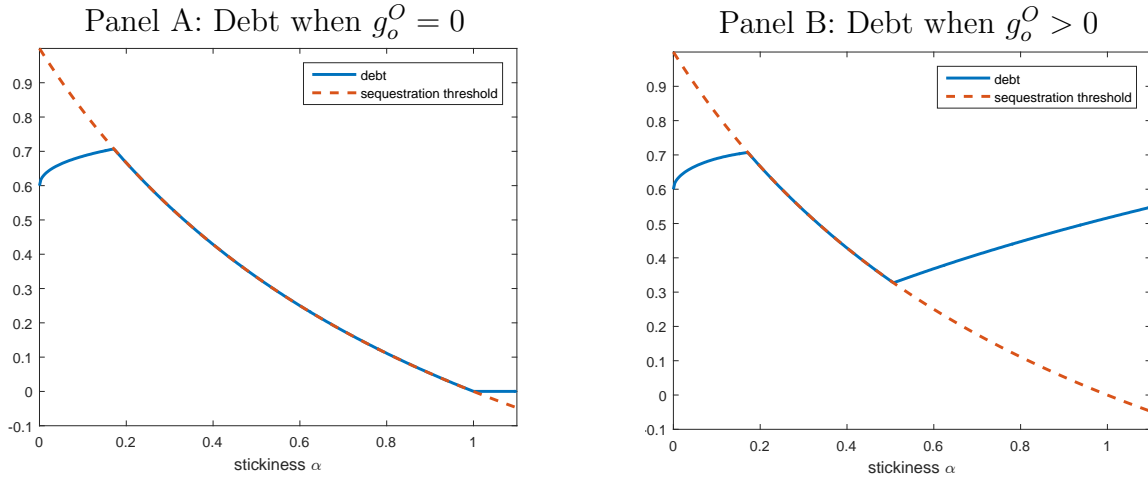 Panel A: Debt when $g_o^O = 0$
0.9
0.8
0.7
0.6
0.5
0.4
0.3
0.2
0.1
0
-0.1
0 0.2 0.4 0.6 0.8 1
stickiness α
debt
sequestration threshold
Panel B: Debt when $g_o^O > 0$
0.9
0.8
0.7
0.6
0.5
0.4
0.3
0.2
0.1
0
-0.1
0 0.2 0.4 0.6 0.8 1
stickiness α
debt
sequestration threshold